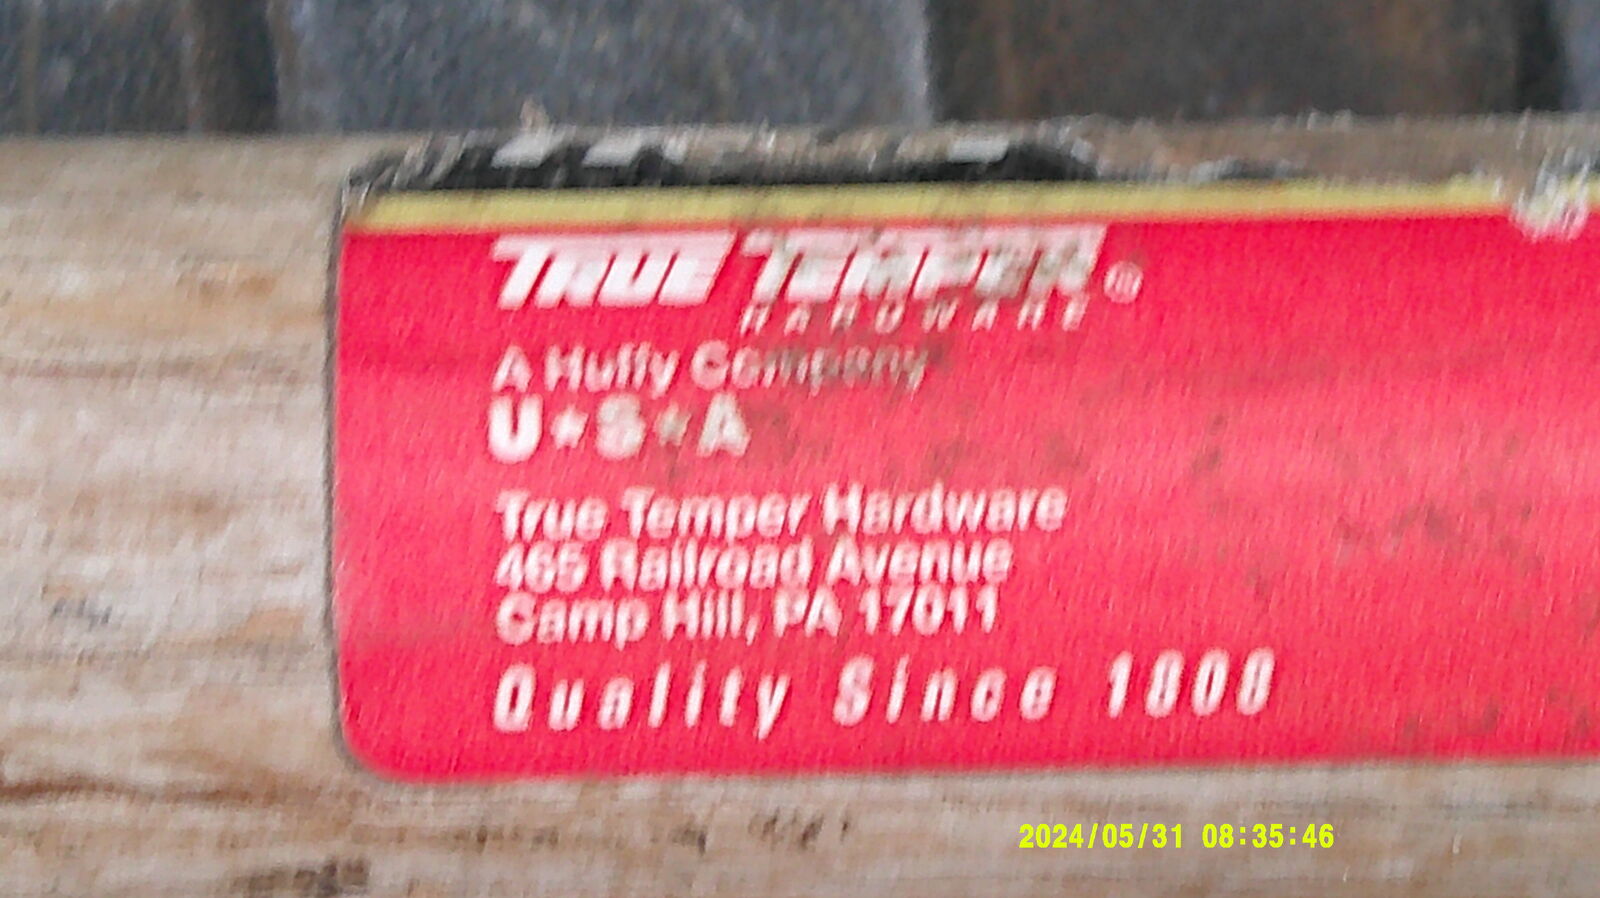 TRUE TEMPER®
HARDWARE
A Huffy Company
U★S★A
True Temper Hardware
465 Railroad Avenue
Camp Hill, PA 17011
Quality Since 1808
2024/05/31 08:35:46